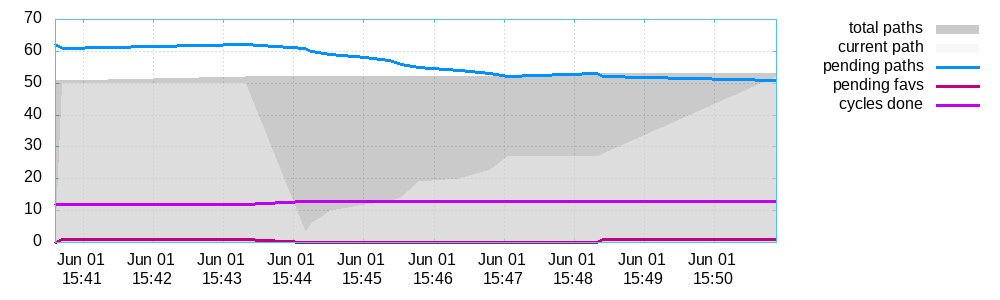 70
60
50
40
30
20
10
0
Jun 01 Jun 01 Jun 01 Jun 01 Jun 01 Jun 01 Jun 01 Jun 01 Jun 01 Jun 01
15:41 15:42 15:43 15:44 15:45 15:46 15:47 15:48 15:49 15:50
total paths
current path
pending paths
pending favs
cycles done